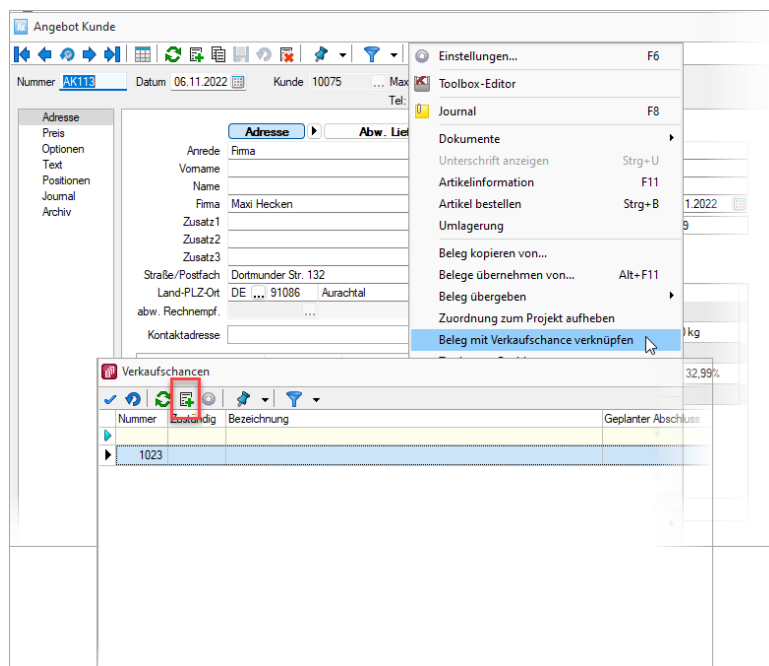 Angebot Kunde
Nummer AK113 Datum 06.11.2022 Kunde 10075 ... Max
Tel:
Adresse
Preis
Optionen
Text
Positionen
Journal
Archiv
Adresse Abw. Lief
Anrede Firma
Vorname
Name
Firma Maxi Hecken
Zusatz1
Zusatz2
Zusatz3
Straße/Postfach Dortmunder Str. 132
Land-PLZ-Ort DE ... 91086 Aurachtal
abw. Rechnempf. ...
Kontaktadresse
Einstellungen... F6
Toolbox-Editor
Journal F8
Dokumente
Unterschrift anzeigen Strg+U
Artikelinformation F11
Artikel bestellen Strg+B
Umlagerung
Beleg kopieren von...
Belege übernehmen von... Alt+F11
Beleg übergeben
Zuordnung zum Projekt aufheben
Beleg mit Verkaufschance verknüpfen
1.2022
9
kg
32,99%
Verkaufschancen
Nummer Zuständig Bezeichnung Geplanter Abschluss
1023